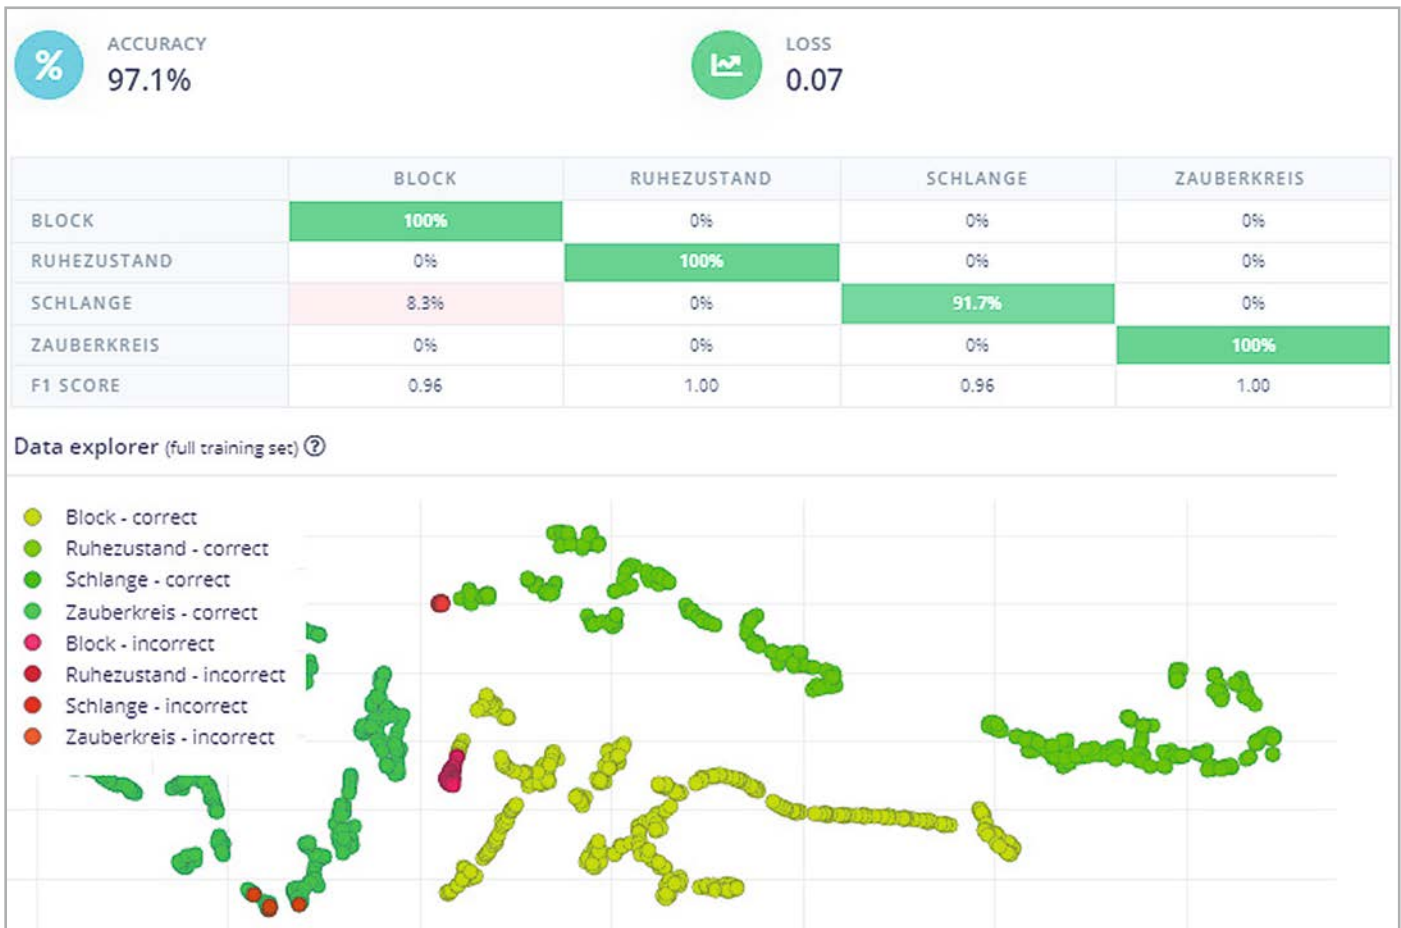 %
ACCURACY
97.1%
LOSS
0.07
BLOCK RUHEZUSTAND SCHLANGE ZAUBERKREIS
BLOCK 100% 0% 0% 0%
RUHEZUSTAND 0% 100% 0% 0%
SCHLANGE 8.3% 0% 91.7% 0%
ZAUBERKREIS 0% 0% 0% 100%
F1 SCORE 0.96 1.00 0.96 1.00
Data explorer (full training set) ?
Block - correct
Ruhezustand - correct
Schlange - correct
Zauberkreis - correct
Block - incorrect
Ruhezustand - incorrect
Schlange - incorrect
Zauberkreis - incorrect